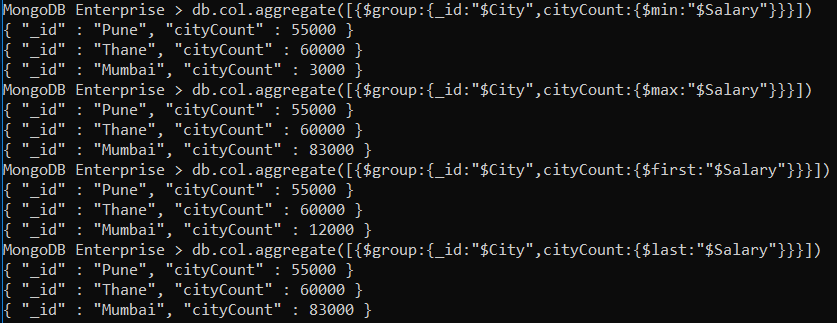 MongoDB Enterprise > db.col.aggregate([{$group:{_id:"$City",cityCount:{$min:"$Salary"}}}])
{ "_id" : "Pune", "cityCount" : 55000 }
{ "_id" : "Thane", "cityCount" : 60000 }
{ "_id" : "Mumbai", "cityCount" : 3000 }
MongoDB Enterprise > db.col.aggregate([{$group:{_id:"$City",cityCount:{$max:"$Salary"}}}])
{ "_id" : "Pune", "cityCount" : 55000 }
{ "_id" : "Thane", "cityCount" : 60000 }
{ "_id" : "Mumbai", "cityCount" : 83000 }
MongoDB Enterprise > db.col.aggregate([{$group:{_id:"$City",cityCount:{$first:"$Salary"}}}])
{ "_id" : "Pune", "cityCount" : 55000 }
{ "_id" : "Thane", "cityCount" : 60000 }
{ "_id" : "Mumbai", "cityCount" : 12000 }
MongoDB Enterprise > db.col.aggregate([{$group:{_id:"$City",cityCount:{$last:"$Salary"}}}])
{ "_id" : "Pune", "cityCount" : 55000 }
{ "_id" : "Thane", "cityCount" : 60000 }
{ "_id" : "Mumbai", "cityCount" : 83000 }